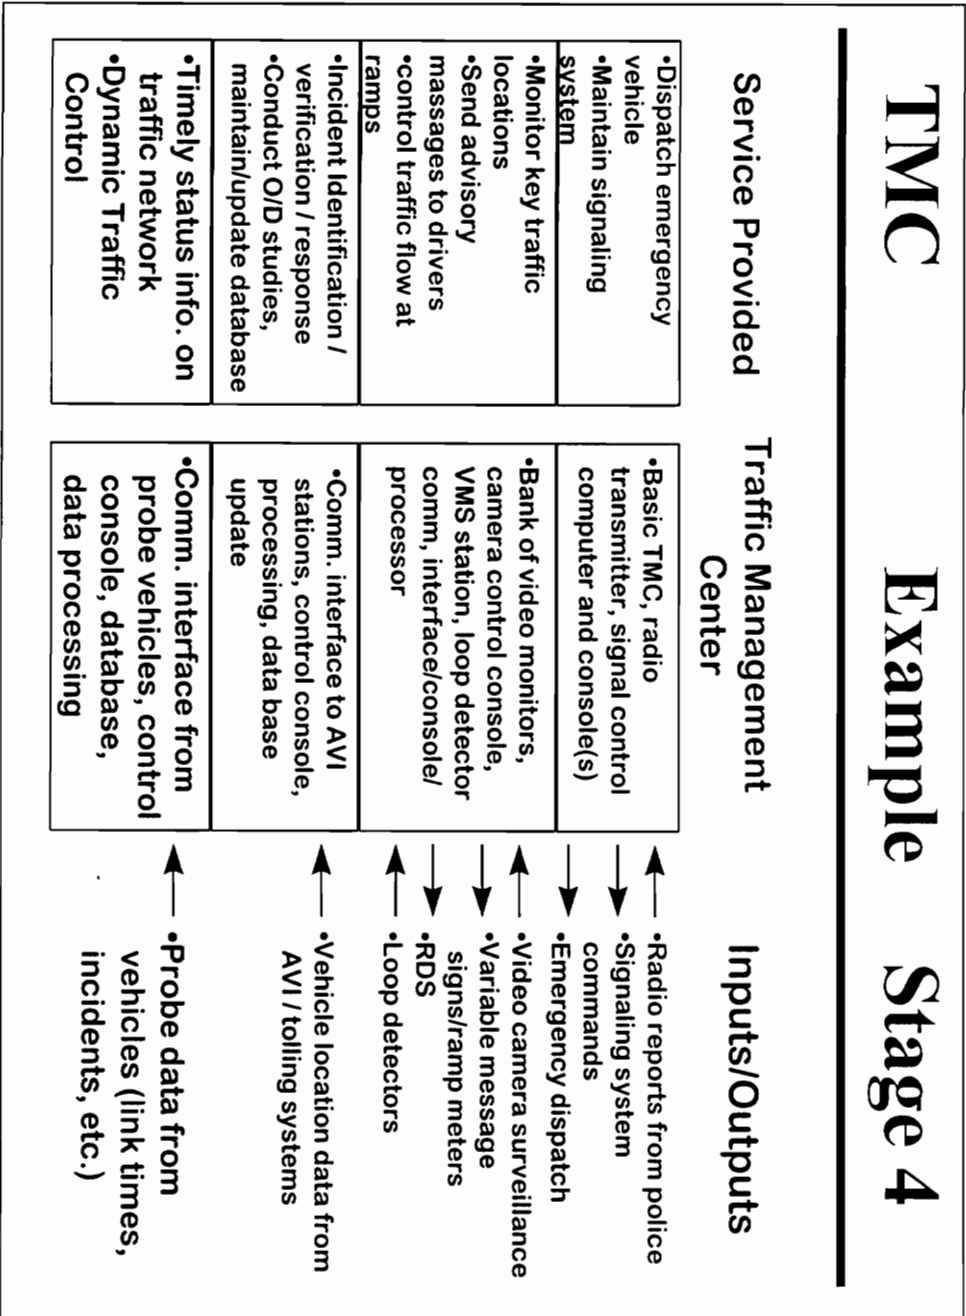 TMC Example Stage 4
Service Provided
•Dispatch emergency
vehicle
•Maintain signaling
system
•Monitor key traffic
locations
•Send advisory
massages to drivers
•control traffic flow at
ramps
•Incident Identification /
verification / response
•Conduct O/D studies,
maintain/update database
•Timely status info. on
traffic network
•Dynamic Traffic
Control
Traffic Management
Center
•Basic TMC, radio
transmitter, signal control
computer and console(s)
•Bank of video monitors,
camera control console,
VMS station, loop detector
comm, interface/console/
processor
•Comm. interface to AVI
stations, control console,
processing, data base
update
•Comm. interface from
probe vehicles, control
console, database,
data processing
Inputs/Outputs
•Radio reports from police
•Signaling system
commands
•Emergency dispatch
•Video camera surveillance
•Variable message
signs/ramp meters
•RDS
•Loop detectors
•Vehicle location data from
AVI / tolling systems
•Probe data from
vehicles (link times,
incidents, etc.)